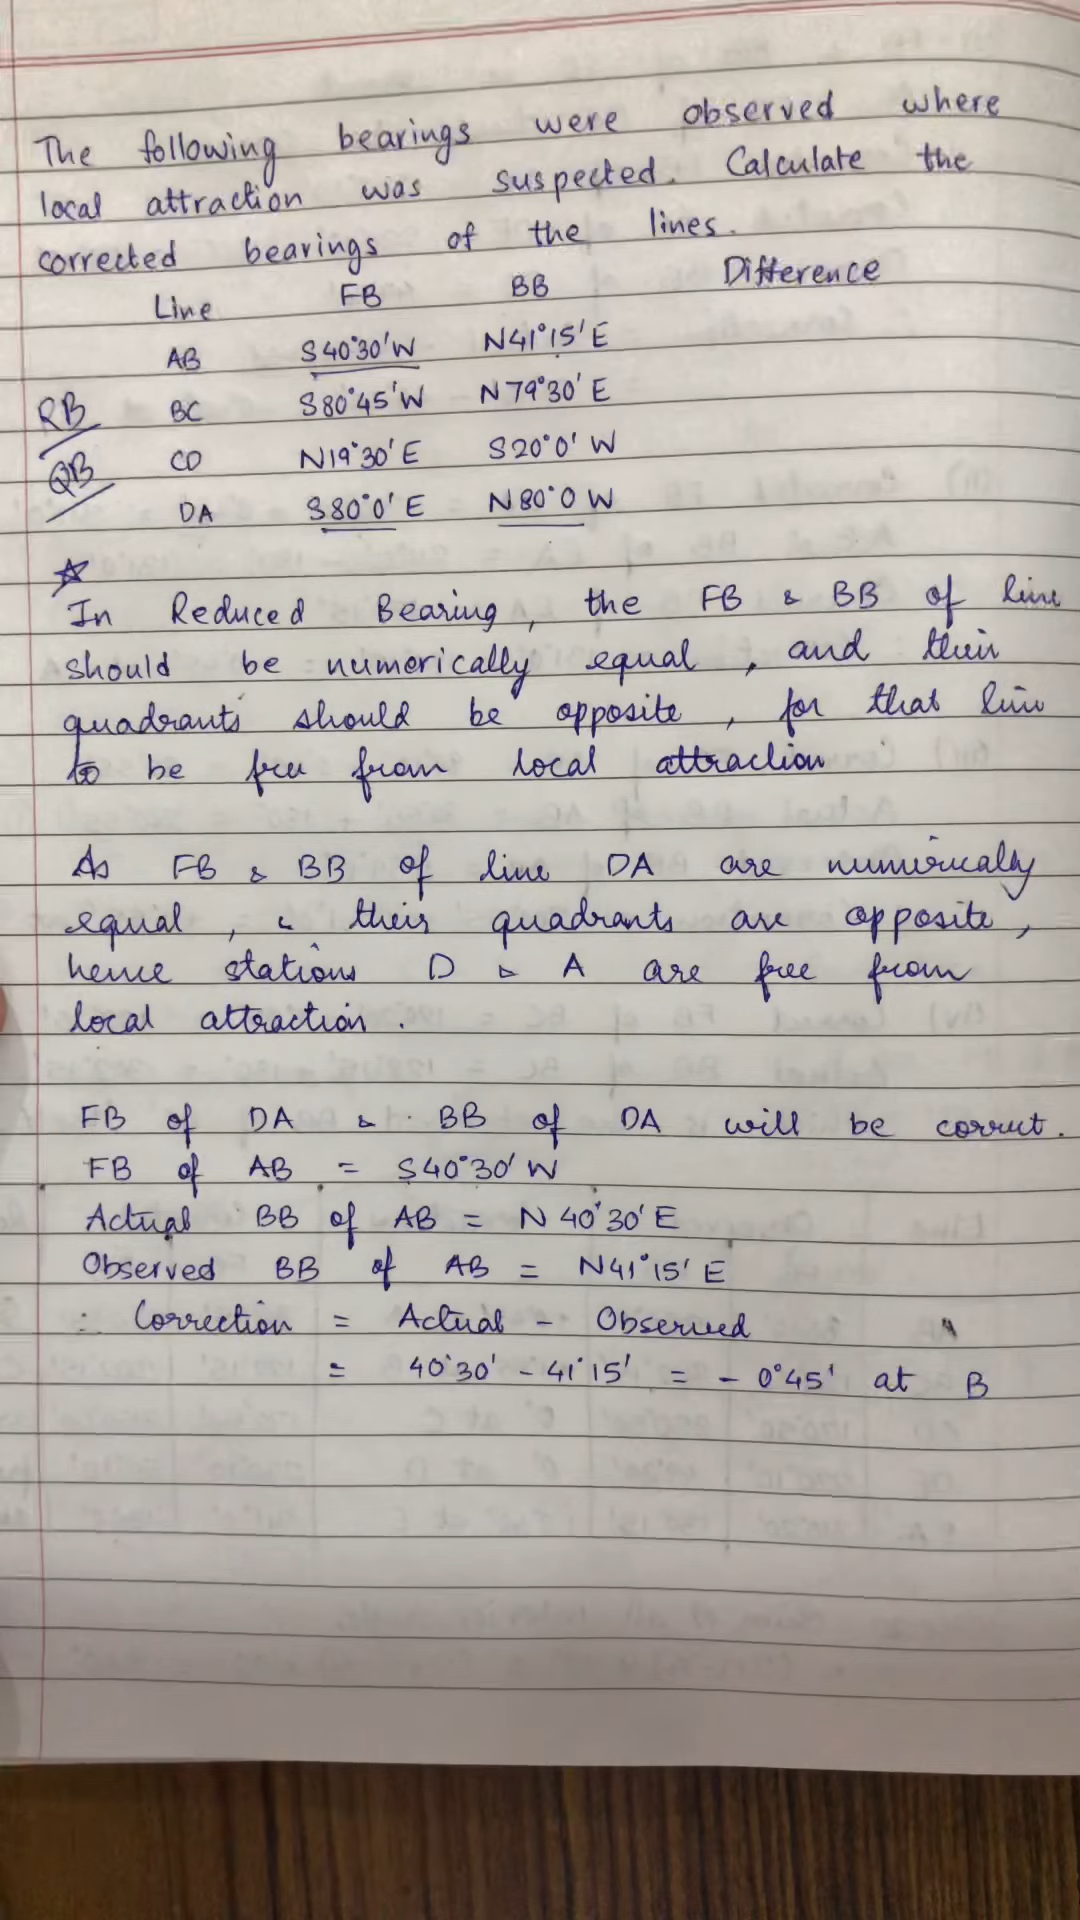 The following bearings were observed where
local attraction was suspected. Calculate the
corrected bearings of the lines.
Line FB BB Difference
AB S40°30'W N41°15'E
RB BC S80°45'W N79°30'E
QB CD N19°30'E S20°0'W
DA S80°0'E N80°0 W
☆
In Reduced Bearing, the FB & BB of line
should be numerically equal, and their
quadrants should be opposite, for that line
to be free from local attraction
As FB & BB of line DA are numerically
equal, & their quadrants are opposite,
hence stations D & A are free from
local attraction.
FB of DA & BB of DA will be correct.
FB of AB = S40°30'W
Actual BB of AB = N 40°30'E
Observed BB of AB = N41°15'E
∴ Correction = Actual - Observed
= 40°30' - 41°15' = - 0°45' at B